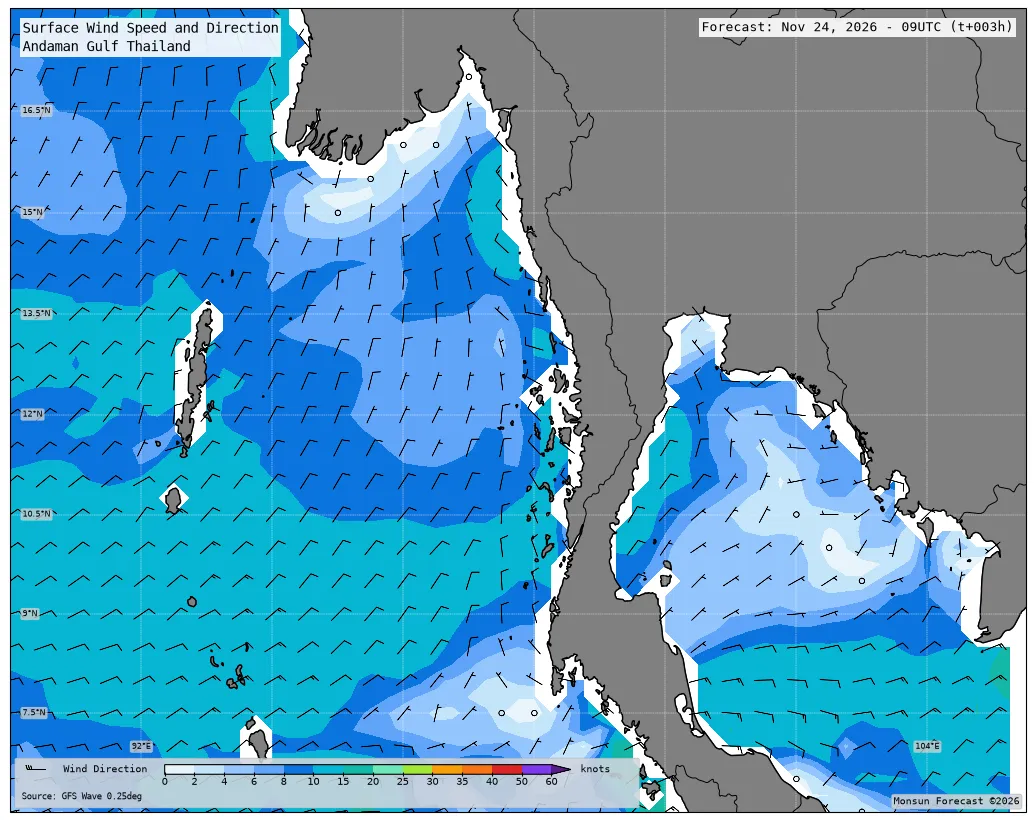 Surface Wind Speed and Direction
Andaman Gulf Thailand
Forecast: Nov 24, 2026 - 09UTC (t+003h)
16.5°N
15°N
13.5°N
12°N
10.5°N
9°N
7.5°N
92°E
104°E
Wind Direction
0 2 4 6 8 10 15 20 25 30 35 40 50 60 knots
Source: GFS Wave 0.25deg
Monsun Forecast ©2026